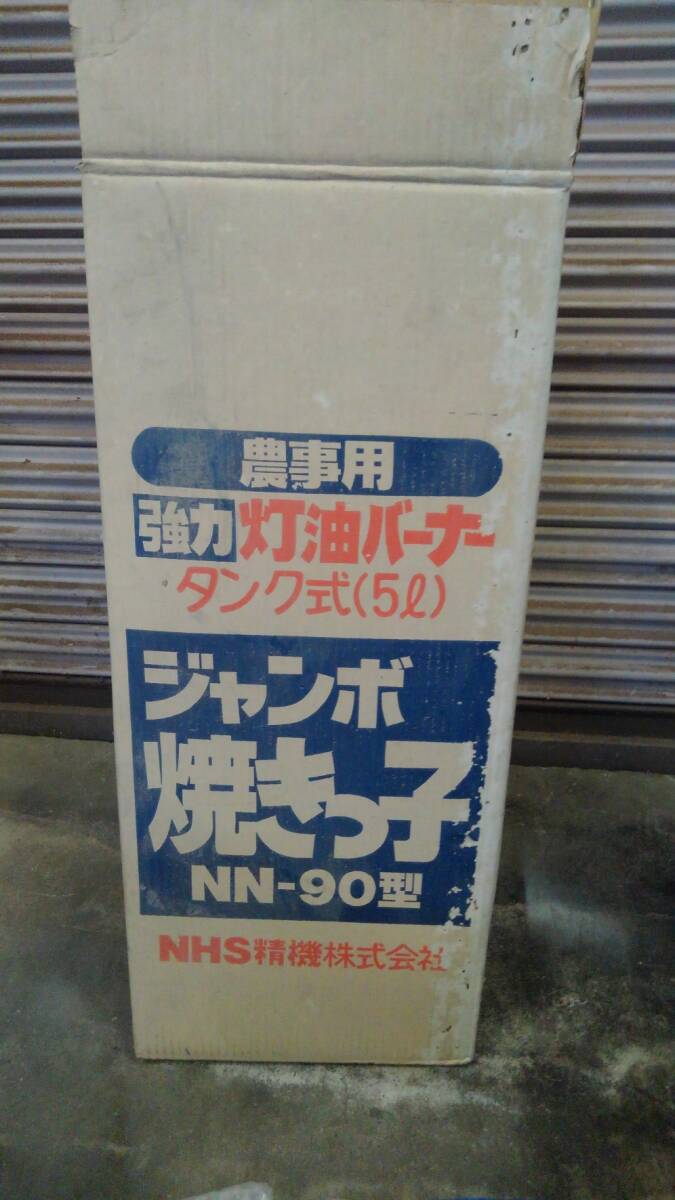 農事用
強力 灯油バーナー
タンク式(5ℓ)
ジャンボ
焼きっ子
NN-90型
NHS精機株式会社